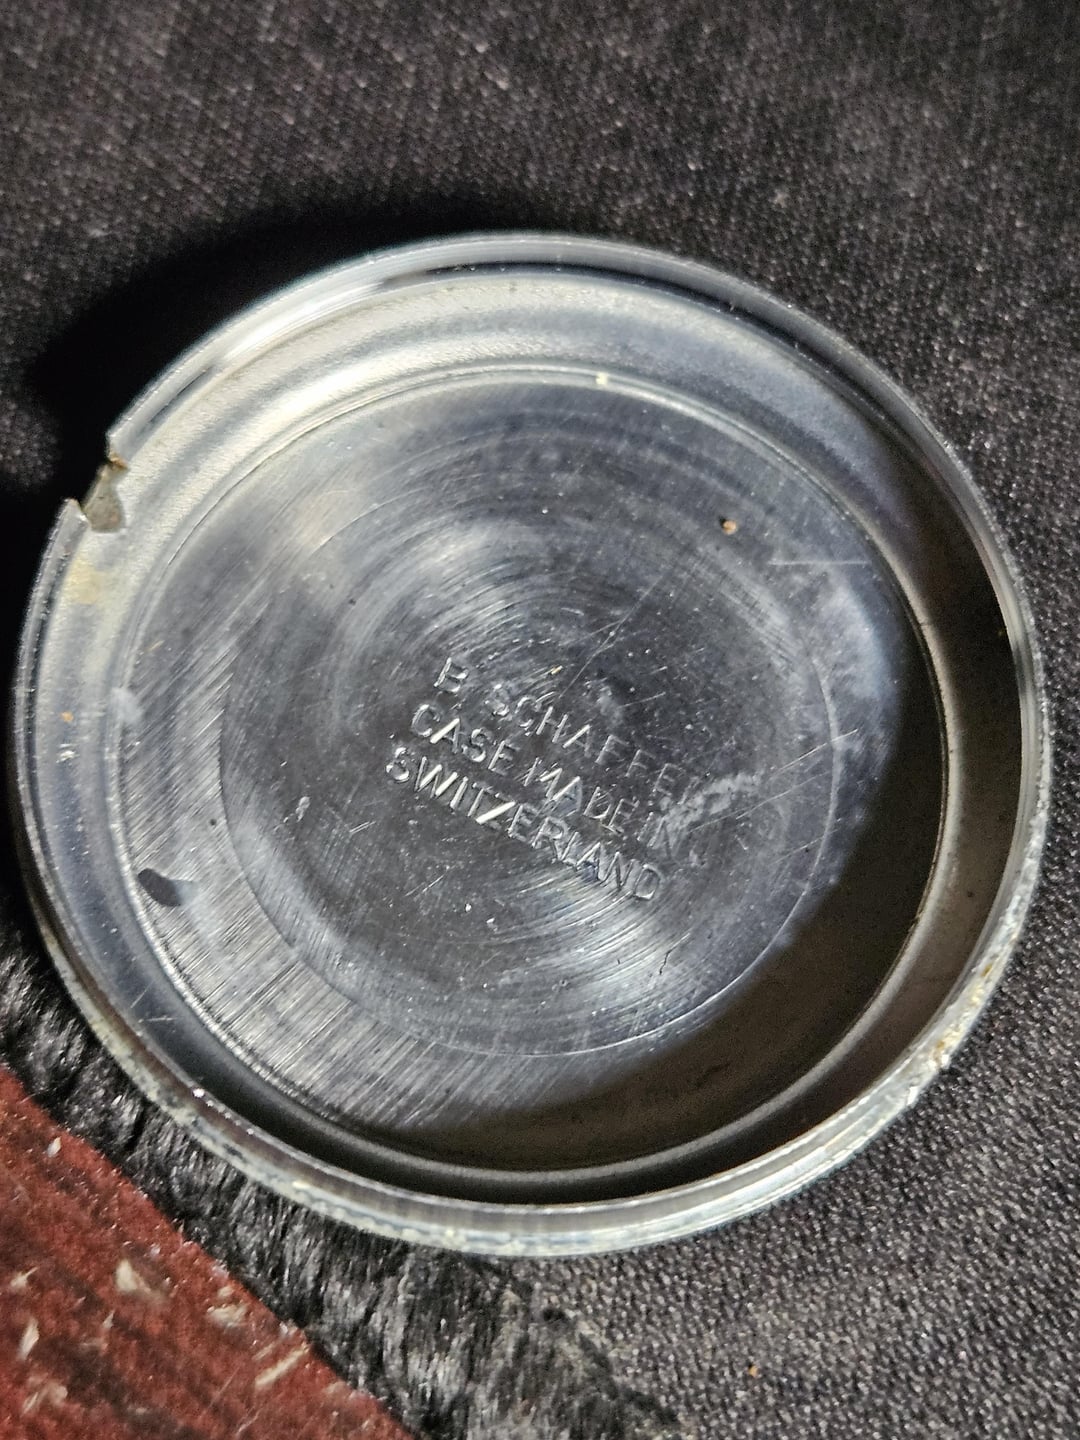 B. SCHAFFER
CASE MADE IN
SWITZERLAND